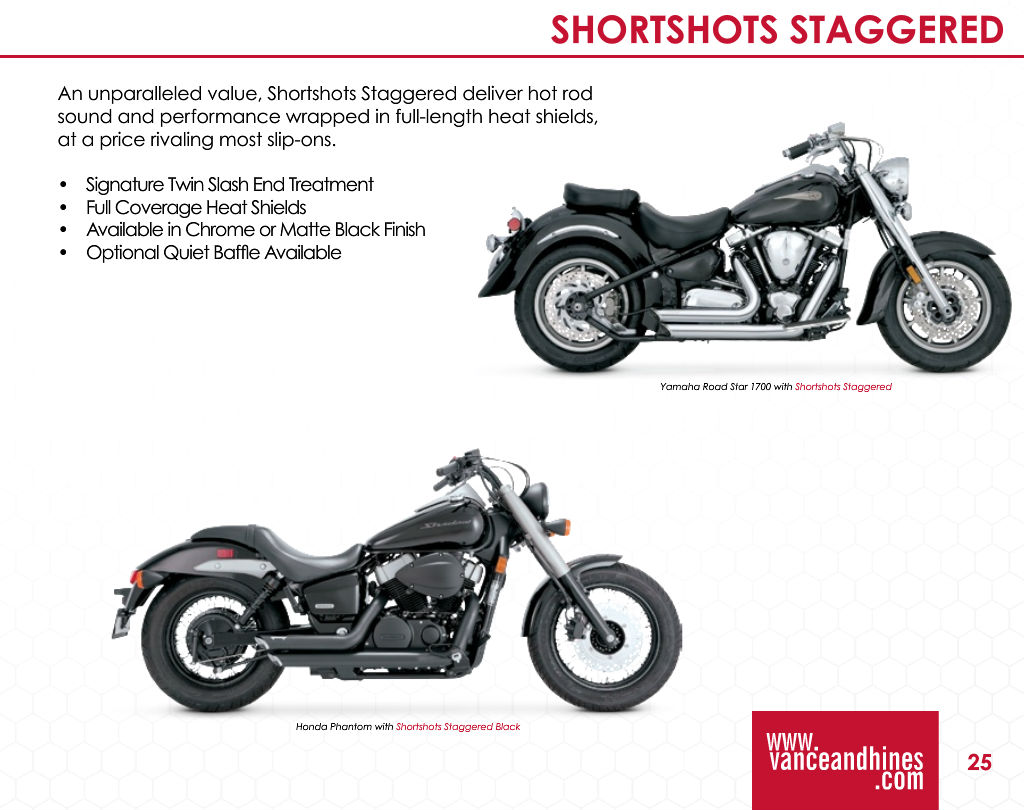 SHORTSHOTS STAGGERED
An unparalleled value, Shortshots Staggered deliver hot rod
sound and performance wrapped in full-length heat shields,
at a price rivaling most slip-ons.
• Signature Twin Slash End Treatment
• Full Coverage Heat Shields
• Available in Chrome or Matte Black Finish
• Optional Quiet Baffle Available
Yamaha Road Star 1700 with Shortshots Staggered
Shadow
Honda Phantom with Shortshots Staggered Black
www.
vanceandhines
.com
25